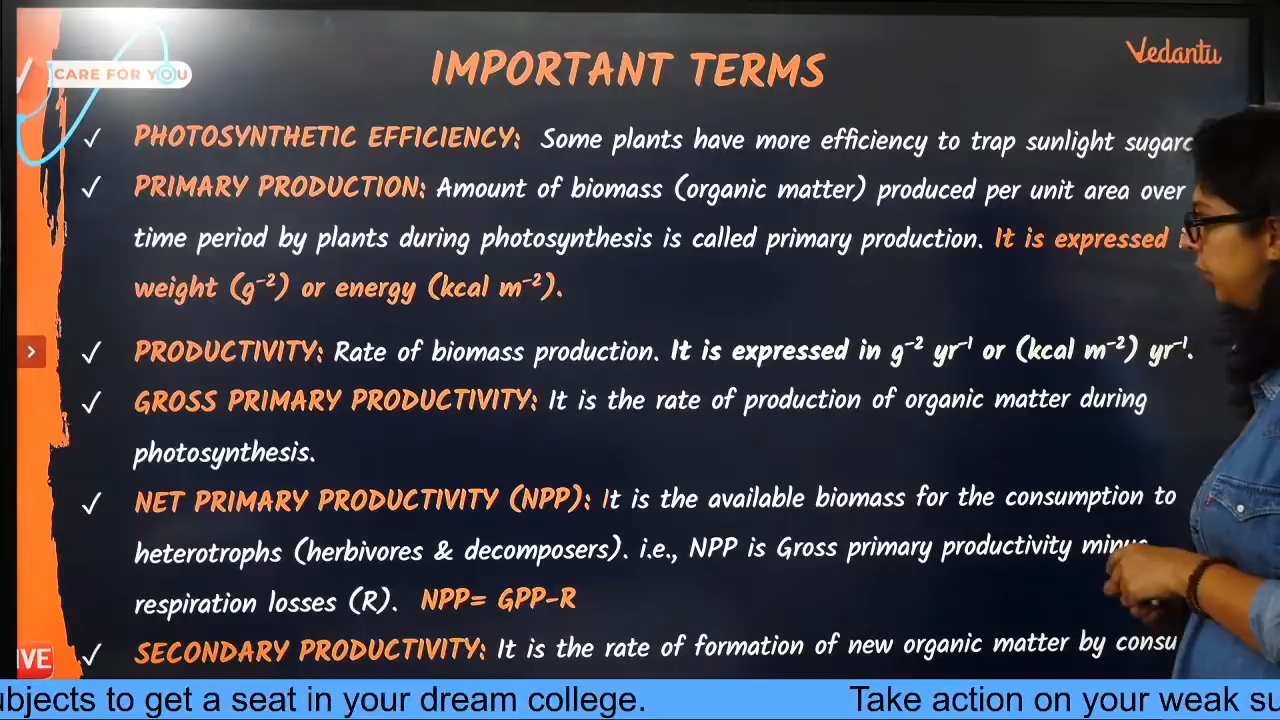 Vedantu
CARE FOR YOU
IMPORTANT TERMS
✓ PHOTOSYNTHETIC EFFICIENCY: Some plants have more efficiency to trap sunlight
✓ PRIMARY PRODUCTION: Amount of biomass (organic matter) produced per unit area over
time period by plants during photosynthesis is called primary production. It is expressed
weight (g⁻²) or energy (kcal m⁻²).
✓ PRODUCTIVITY: Rate of biomass production. It is expressed in g⁻² yr⁻¹ or (kcal m⁻²) yr⁻¹.
✓ GROSS PRIMARY PRODUCTIVITY: It is the rate of production of organic matter during
photosynthesis.
✓ NET PRIMARY PRODUCTIVITY (NPP): It is the available biomass for the consumption to
heterotrophs (herbivores & decomposers). i.e., NPP is Gross primary productivity minus
respiration losses (R). NPP= GPP-R
✓ SECONDARY PRODUCTIVITY: It is the rate of formation of new organic matter by
IVE
ubjects to get a seat in your dream college. Take action on your weak su